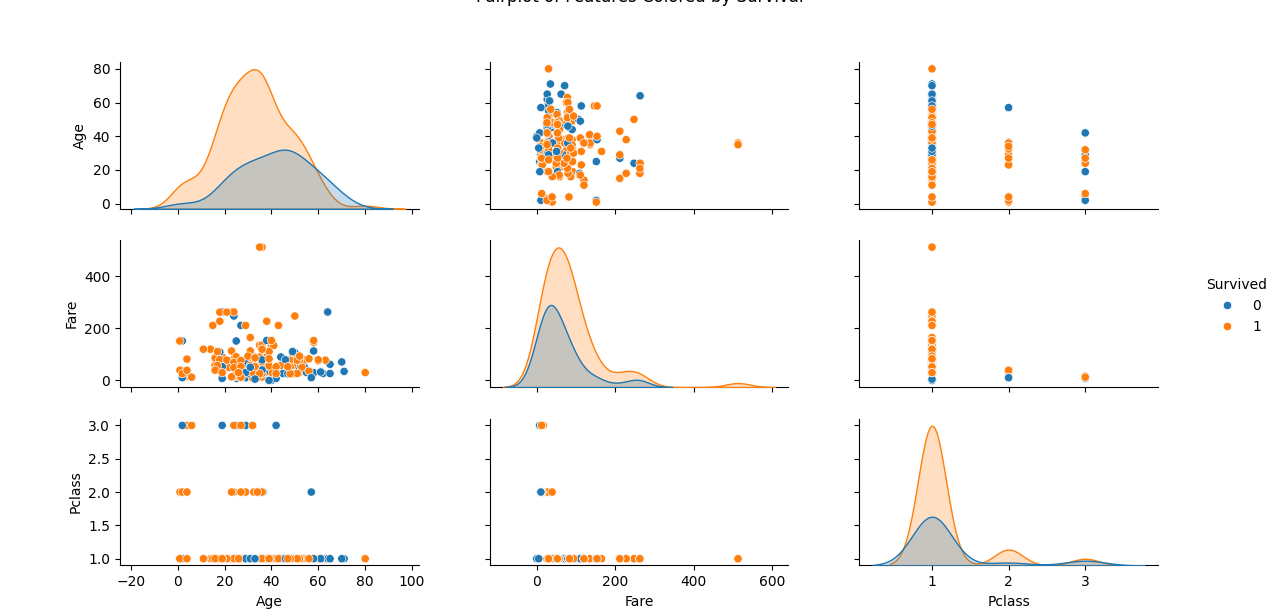 Pairplot of Features Colored by Survival
80
60
40
20
0
Age
400
200
0
Fare
Survived
0
1
3.0
2.5
2.0
1.5
1.0
Pclass
−20 0 20 40 60 80 100
0 200 400 600
1 2 3
Age
Fare
Pclass